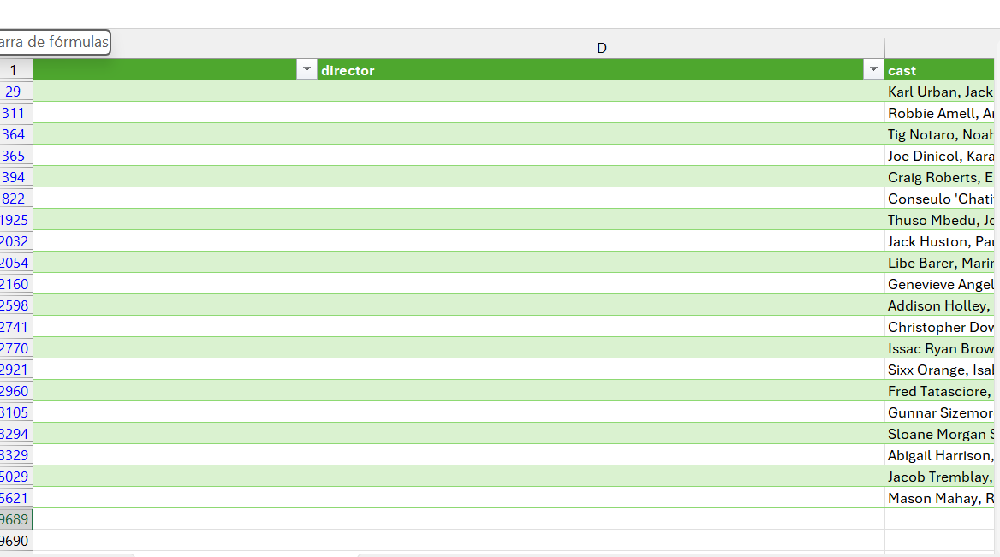 arra de fórmulas
D
1 director cast
29 Karl Urban, Jack
311 Robbie Amell, A
364 Tig Notaro, Noah
365 Joe Dinicol, Kara
394 Craig Roberts, E
822 Conseulo 'Chati
1925 Thuso Mbedu, Jo
2032 Jack Huston, Pau
2054 Libe Barer, Marin
2160 Genevieve Angel
2598 Addison Holley,
2741 Christopher Dow
2770 Issac Ryan Brow
2921 Sixx Orange, Isa
2960 Fred Tatasciore,
3105 Gunnar Sizemor
3294 Sloane Morgan S
3329 Abigail Harrison,
5029 Jacob Tremblay,
5621 Mason Mahay, R
9689
9690